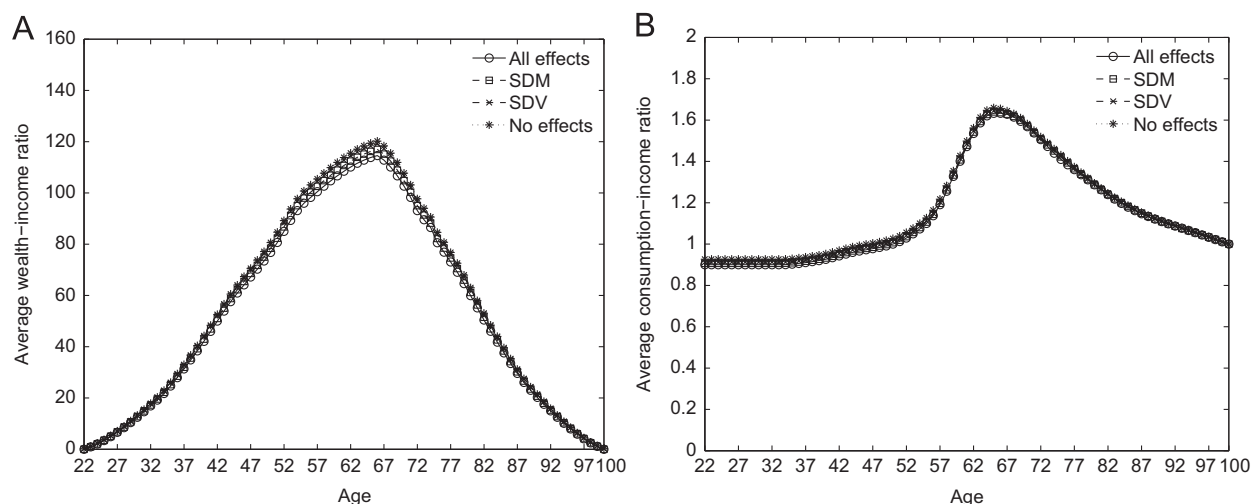 A
160
140
120
100
80
60
40
20
0
Average wealth-income ratio
All effects
SDM
SDV
No effects
22 27 32 37 42 47 52 57 62 67 72 77 82 87 92 97 100
Age
B
2
1.8
1.6
1.4
1.2
1
0.8
0.6
0.4
0.2
0
Average consumption-income ratio
All effects
SDM
SDV
No effects
22 27 32 37 42 47 52 57 62 67 72 77 82 87 92 97 100
Age